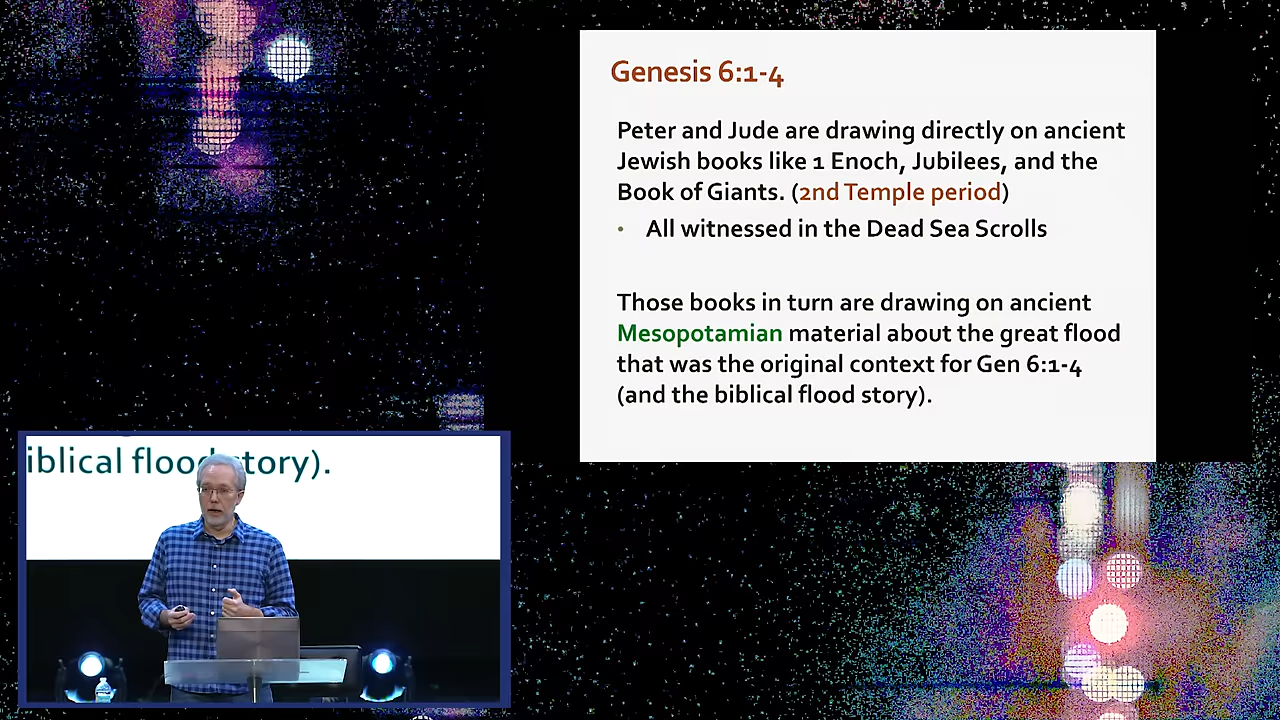 Genesis 6:1-4
Peter and Jude are drawing directly on ancient
Jewish books like 1 Enoch, Jubilees, and the
Book of Giants. (2nd Temple period)
• All witnessed in the Dead Sea Scrolls
Those books in turn are drawing on ancient
Mesopotamian material about the great flood
that was the original context for Gen 6:1-4
(and the biblical flood story).
iblical flood story).